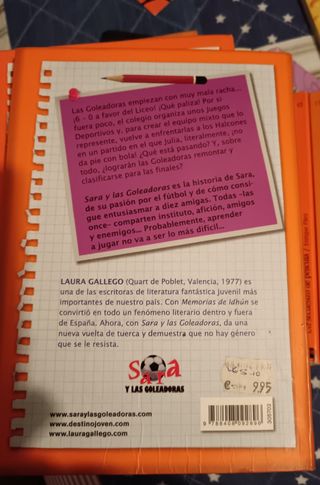 Las Goleadoras empiezan con muy mala racha...
¡6 - 0 a favor del Liceo! ¡Qué paliza! Por si
fuera poco, el colegio organiza unos Juegos
Deportivos y, para crear el equipo mixto que lo
represente, vuelve a enfrentarlas a los Halcones
en un partido en el que Julia, literalmente, ¡no
da pie con bola! ¿Qué está pasando? Y, sobre
todo, ¿lograrán las Goleadoras remontar y
clasificarse para las finales?
Sara y las Goleadoras es la historia de Sara,
de su pasión por el fútbol y de cómo consi-
gue entusiasmar a diez amigas. Todas -las
once- comparten instituto, afición, amigos
y enemigos... Probablemente, aprender
a jugar no va a ser lo más difícil...
LAURA GALLEGO (Quart de Poblet, Valencia, 1977) es
una de las escritoras de literatura fantástica juvenil más
importantes de nuestro país. Con Memorias de Idhún se
convirtió en todo un fenómeno literario dentro y fuera
de España. Ahora, con Sara y las Goleadoras, da una
nueva vuelta de tuerca y demuestra que no hay género
que se le resista.
Sara
Y LAS GOLEADORAS
9,95
www.saraylasgoleadoras.com
www.destinojoven.com
www.lauragallego.com
9 788408 092890